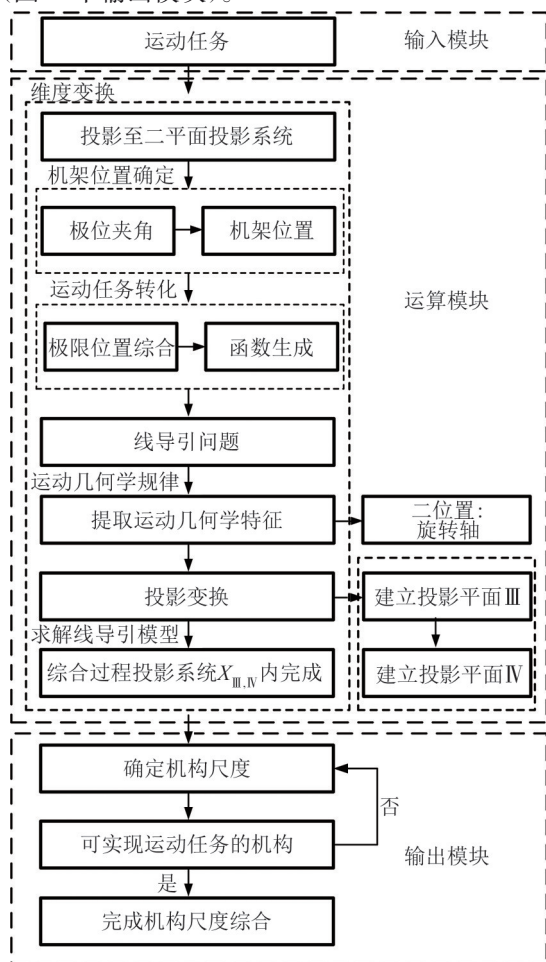 运动任务
输入模块
维度变换
投影至二平面投影系统
机架位置确定
极位夹角
机架位置
运动任务转化
运算模块
极限位置综合
函数生成
线导引问题
运动几何学规律
提取运动几何学特征
二位置:
旋转轴
投影变换
建立投影平面Ⅲ
求解线导引模型
综合过程投影系统XⅢ,Ⅳ内完成
建立投影平面Ⅳ
确定机构尺度
否
可实现运动任务的机构
输出模块
是
完成机构尺度综合